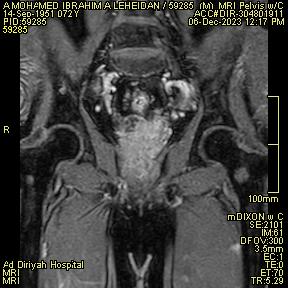 A MOHAMED IBRAHIM A LEHEIDAN / 59285 (M) MRI Pelvis w/C
14-Sep-1951 072Y ACC#DIR-304801911
PID:59285 06-Dec-2023 12:17 PM
59285
R
100mm
mDIXON w C
SE:2101
IM:61
DFOV:300
3.5mm
EC:1
Ad Diriyah Hospital TE:0
MRI ET:70
MRI TR:5.29